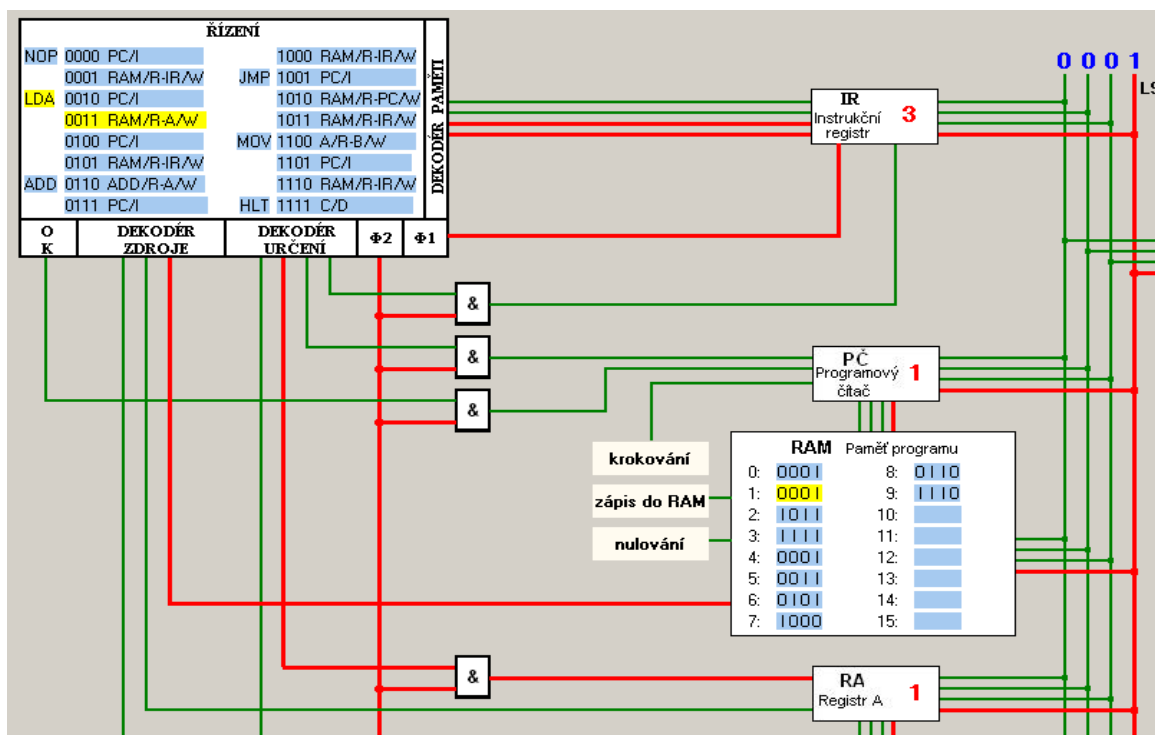 ŘÍZENÍ
NOP 0000 PC/I
0001 RAM/R-IR/W
LDA 0010 PC/I
0011 RAM/R-A/W
0100 PC/I
0101 RAM/R-IR/W
ADD 0110 ADD/R-A/W
0111 PC/I
1000 RAM/R-IR/W
JMP 1001 PC/I
1010 RAM/R-PC/W
1011 RAM/R-IR/W
MOV 1100 A/R-B/W
1101 PC/I
1110 RAM/R-IR/W
HLT 1111 C/D
DEKODÉR PAMĚTI
O K
DEKODÉR ZDROJE
DEKODÉR URČENÍ
Φ2
Φ1
0 0 0 1
LS
IR 3
Instrukční
registr
&
&
&
PČ
Programový 1
čítač
krokování
zápis do RAM
nulování
RAM Paměť programu
0: 0001 8: 0110
1: 0001 9: 1110
2: 1011 10:
3: 1111 11:
4: 0001 12:
5: 0011 13:
6: 0101 14:
7: 1000 15:
&
RA 1
Registr A